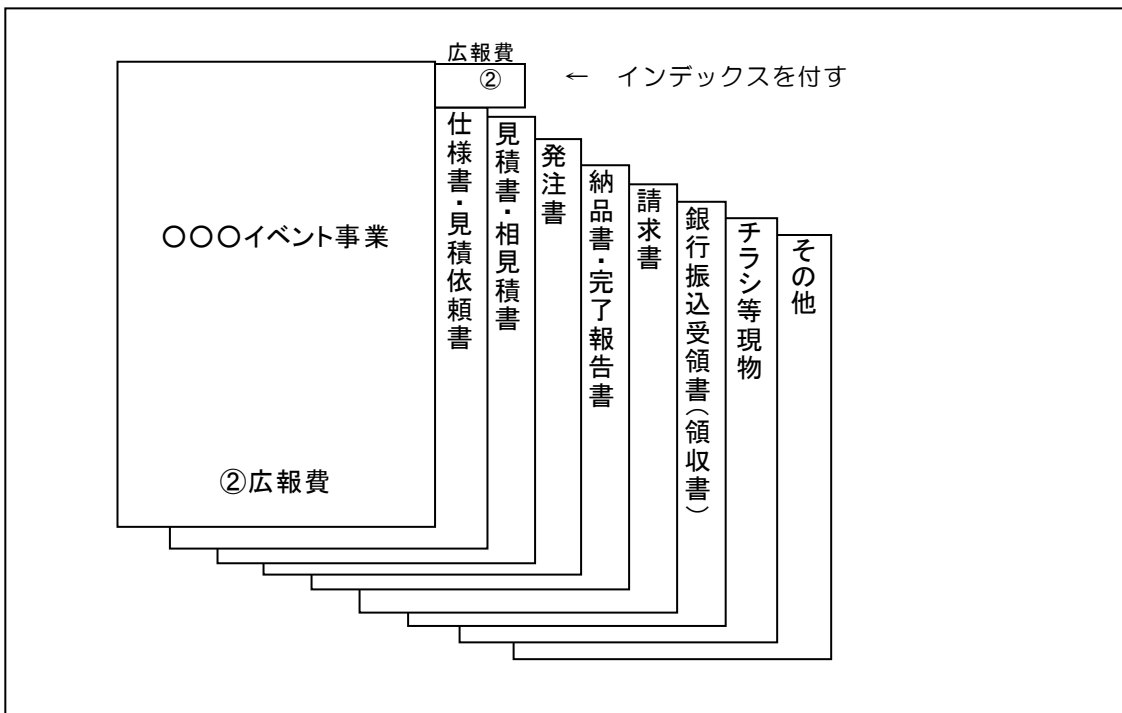 広報費
② ← インデックスを付す
〇〇〇イベント事業
②広報費
仕様書・見積依頼書
見積書・相見積書
発注書
納品書・完了報告書
請求書
銀行振込受領書（領収書）
チラシ等現物
その他